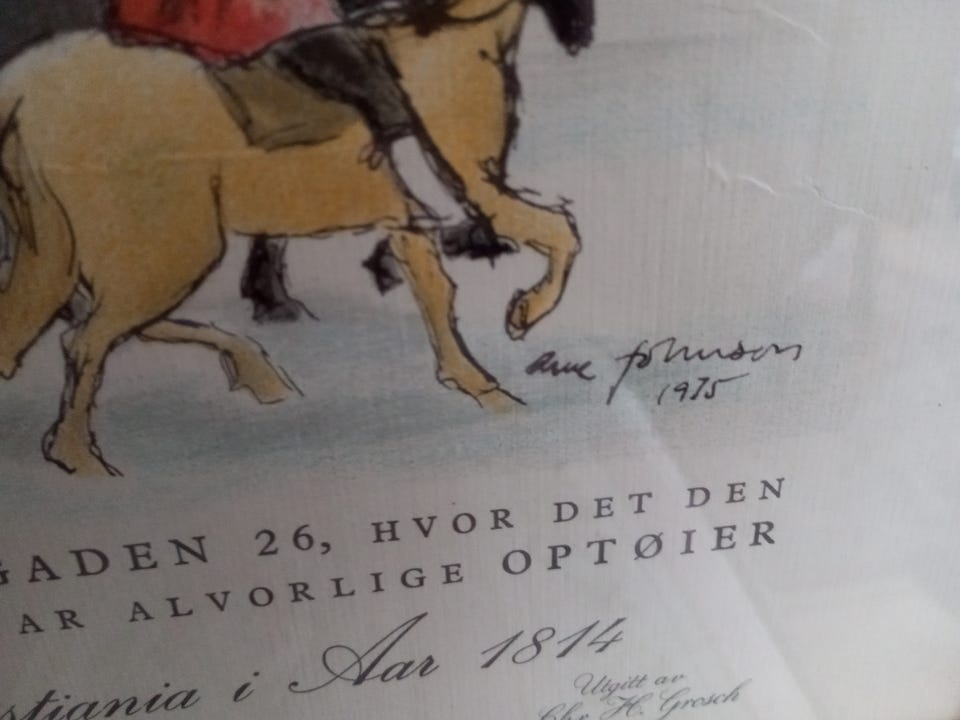 Arne Johnson
1975
GADEN 26, HVOR DET DEN
AR ALVORLIGE OPTØIER
stiania i Aar 1814
Utgitt av
Chr. H. Grosch